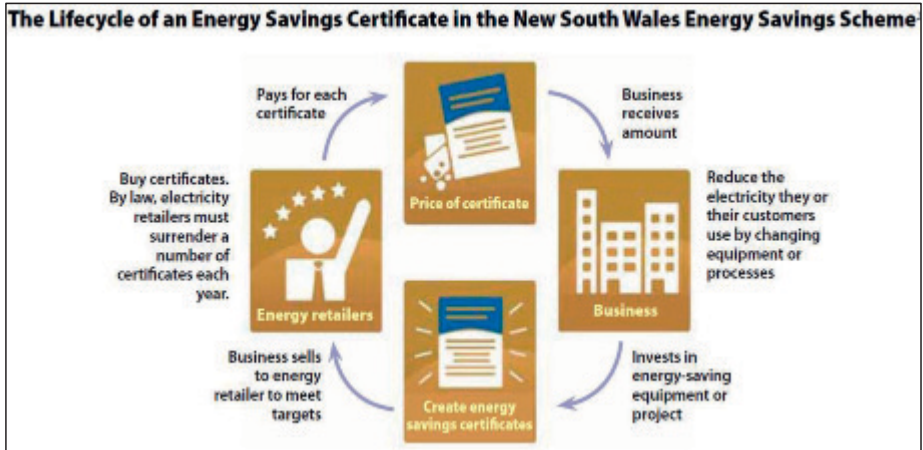 The Lifecycle of an Energy Savings Certificate in the New South Wales Energy Savings Scheme
Pays for each
certificate
Price of certificate
Business
receives
amount
Buy certificates.
By law, electricity
retailers must
surrender a
number of
certificates each
year.
Energy retailers
Business
Reduce the
electricity they or
their customers
use by changing
equipment or
processes
Business sells
to energy
retailer to meet
targets
Create energy
savings certificates
Invests in
energy-saving
equipment or
project